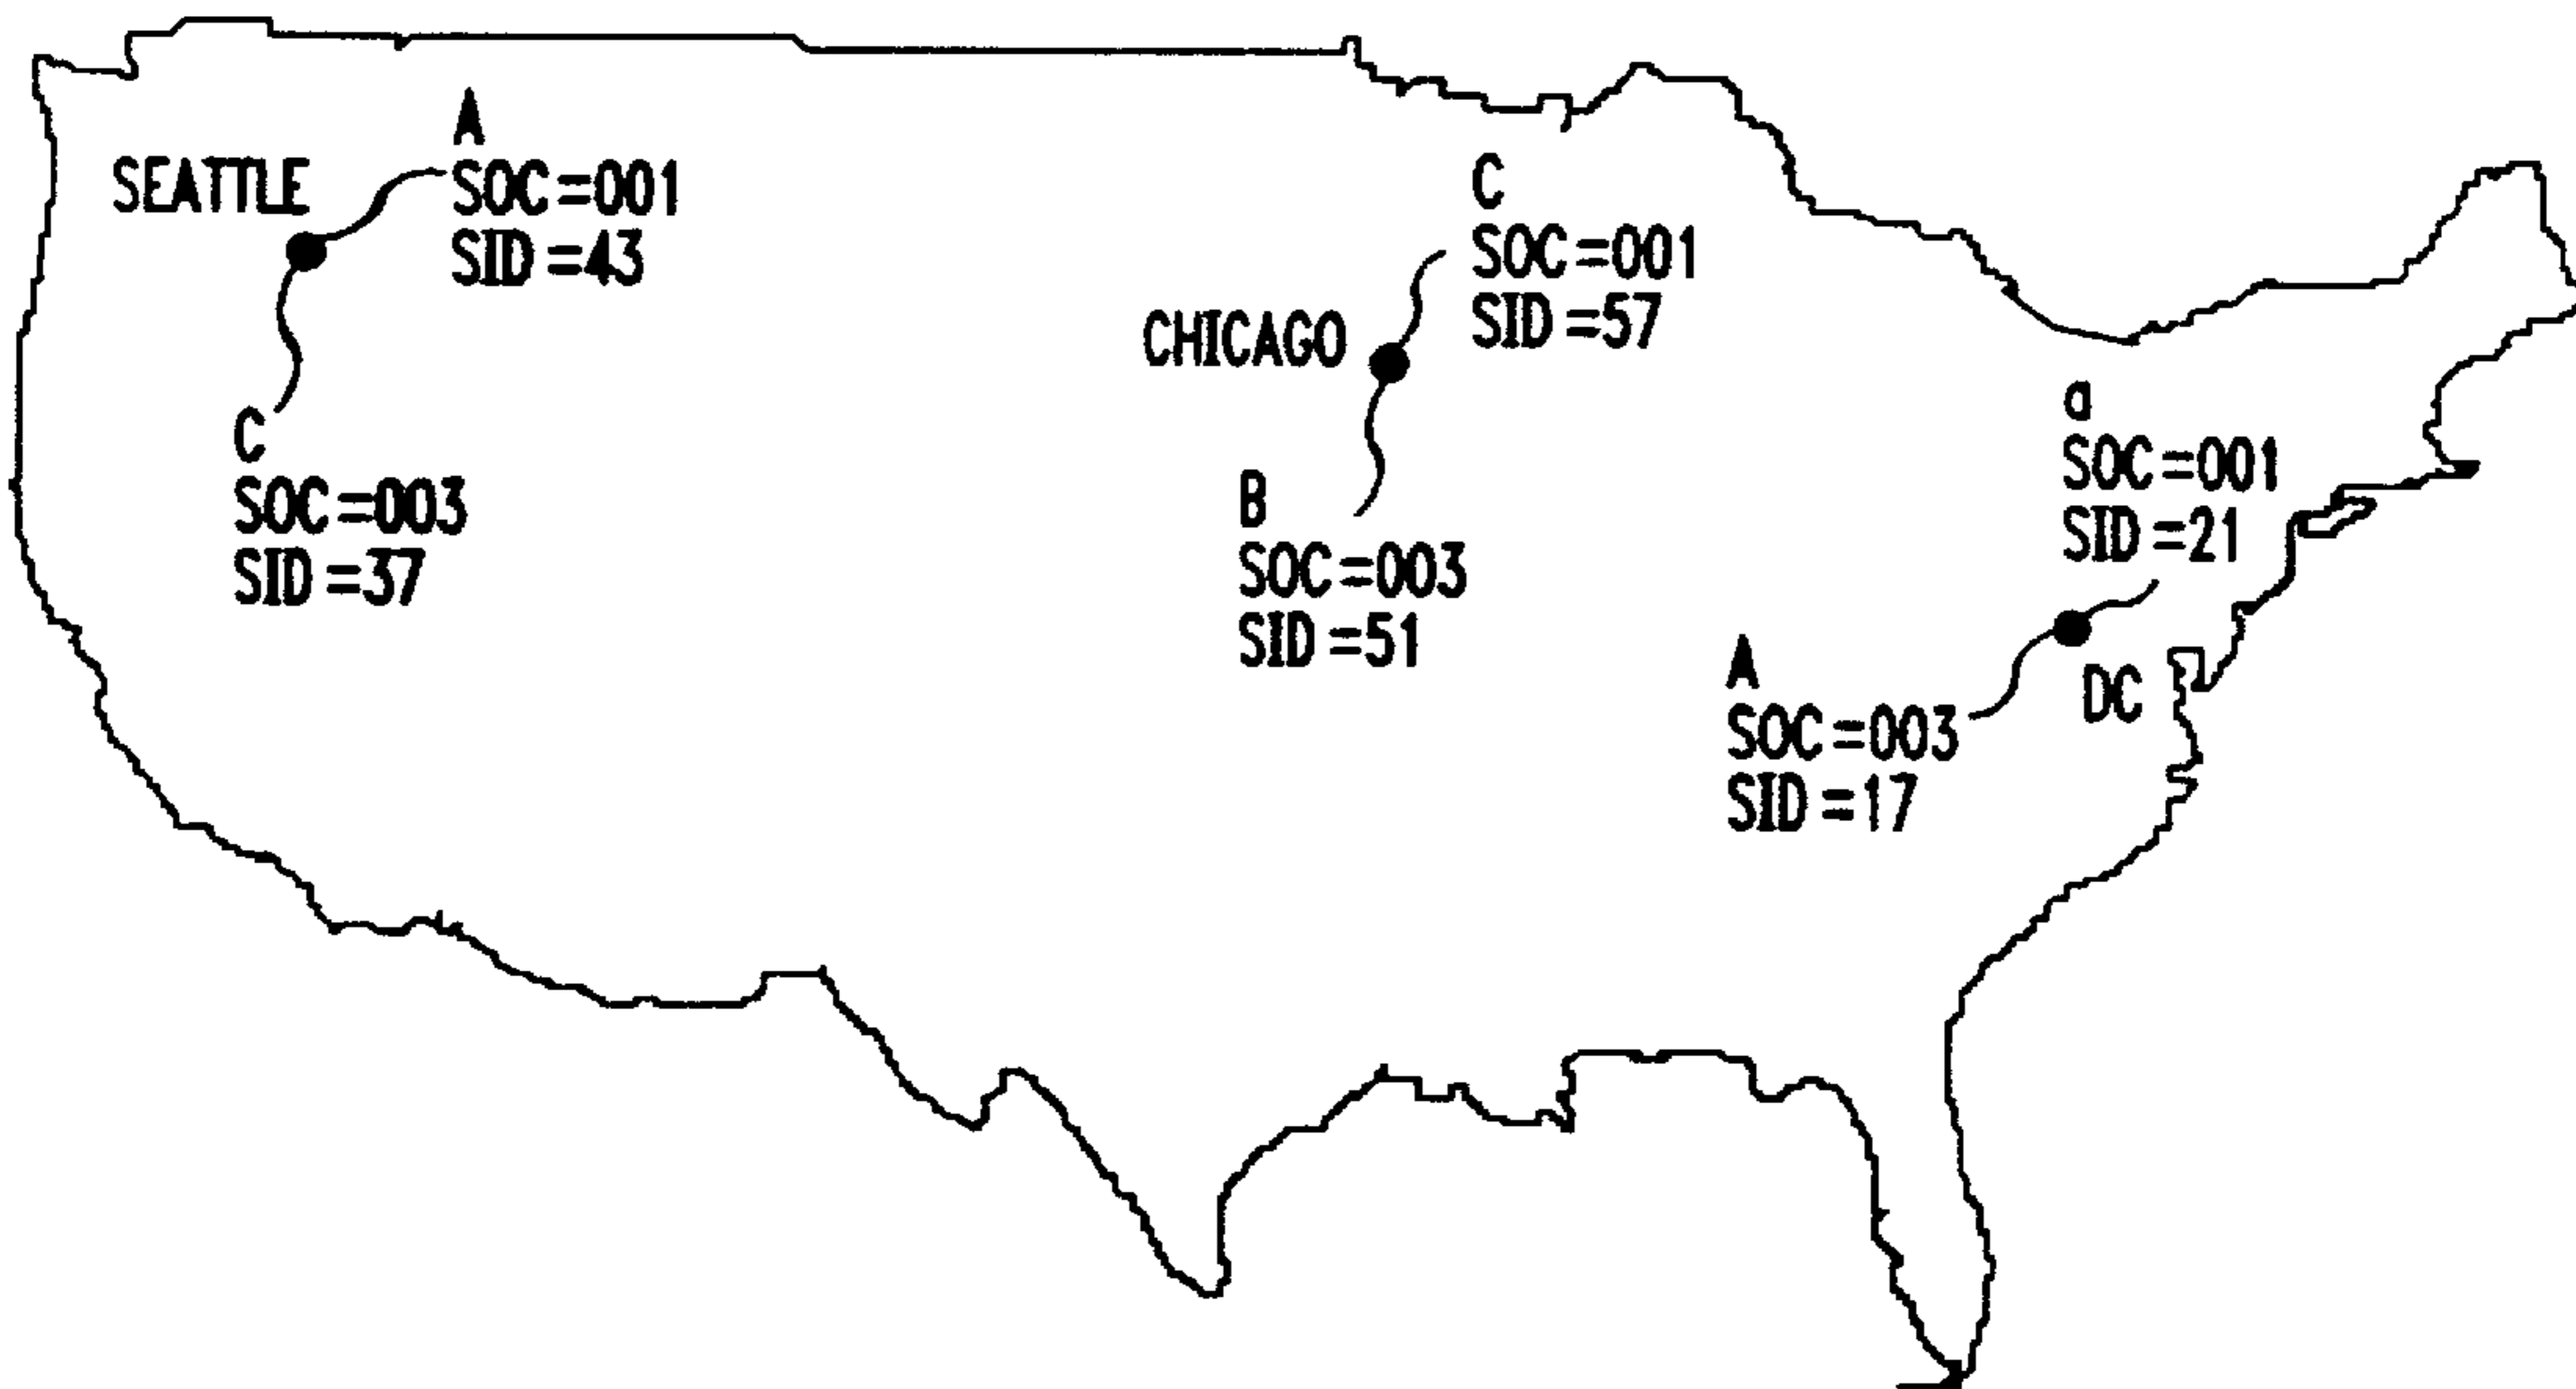 SEATTLE
A
SOC=001
SID=43
C
SOC=003
SID=37
CHICAGO
C
SOC=001
SID=57
B
SOC=003
SID=51
a
SOC=001
SID=21
A
SOC=003
SID=17
DC